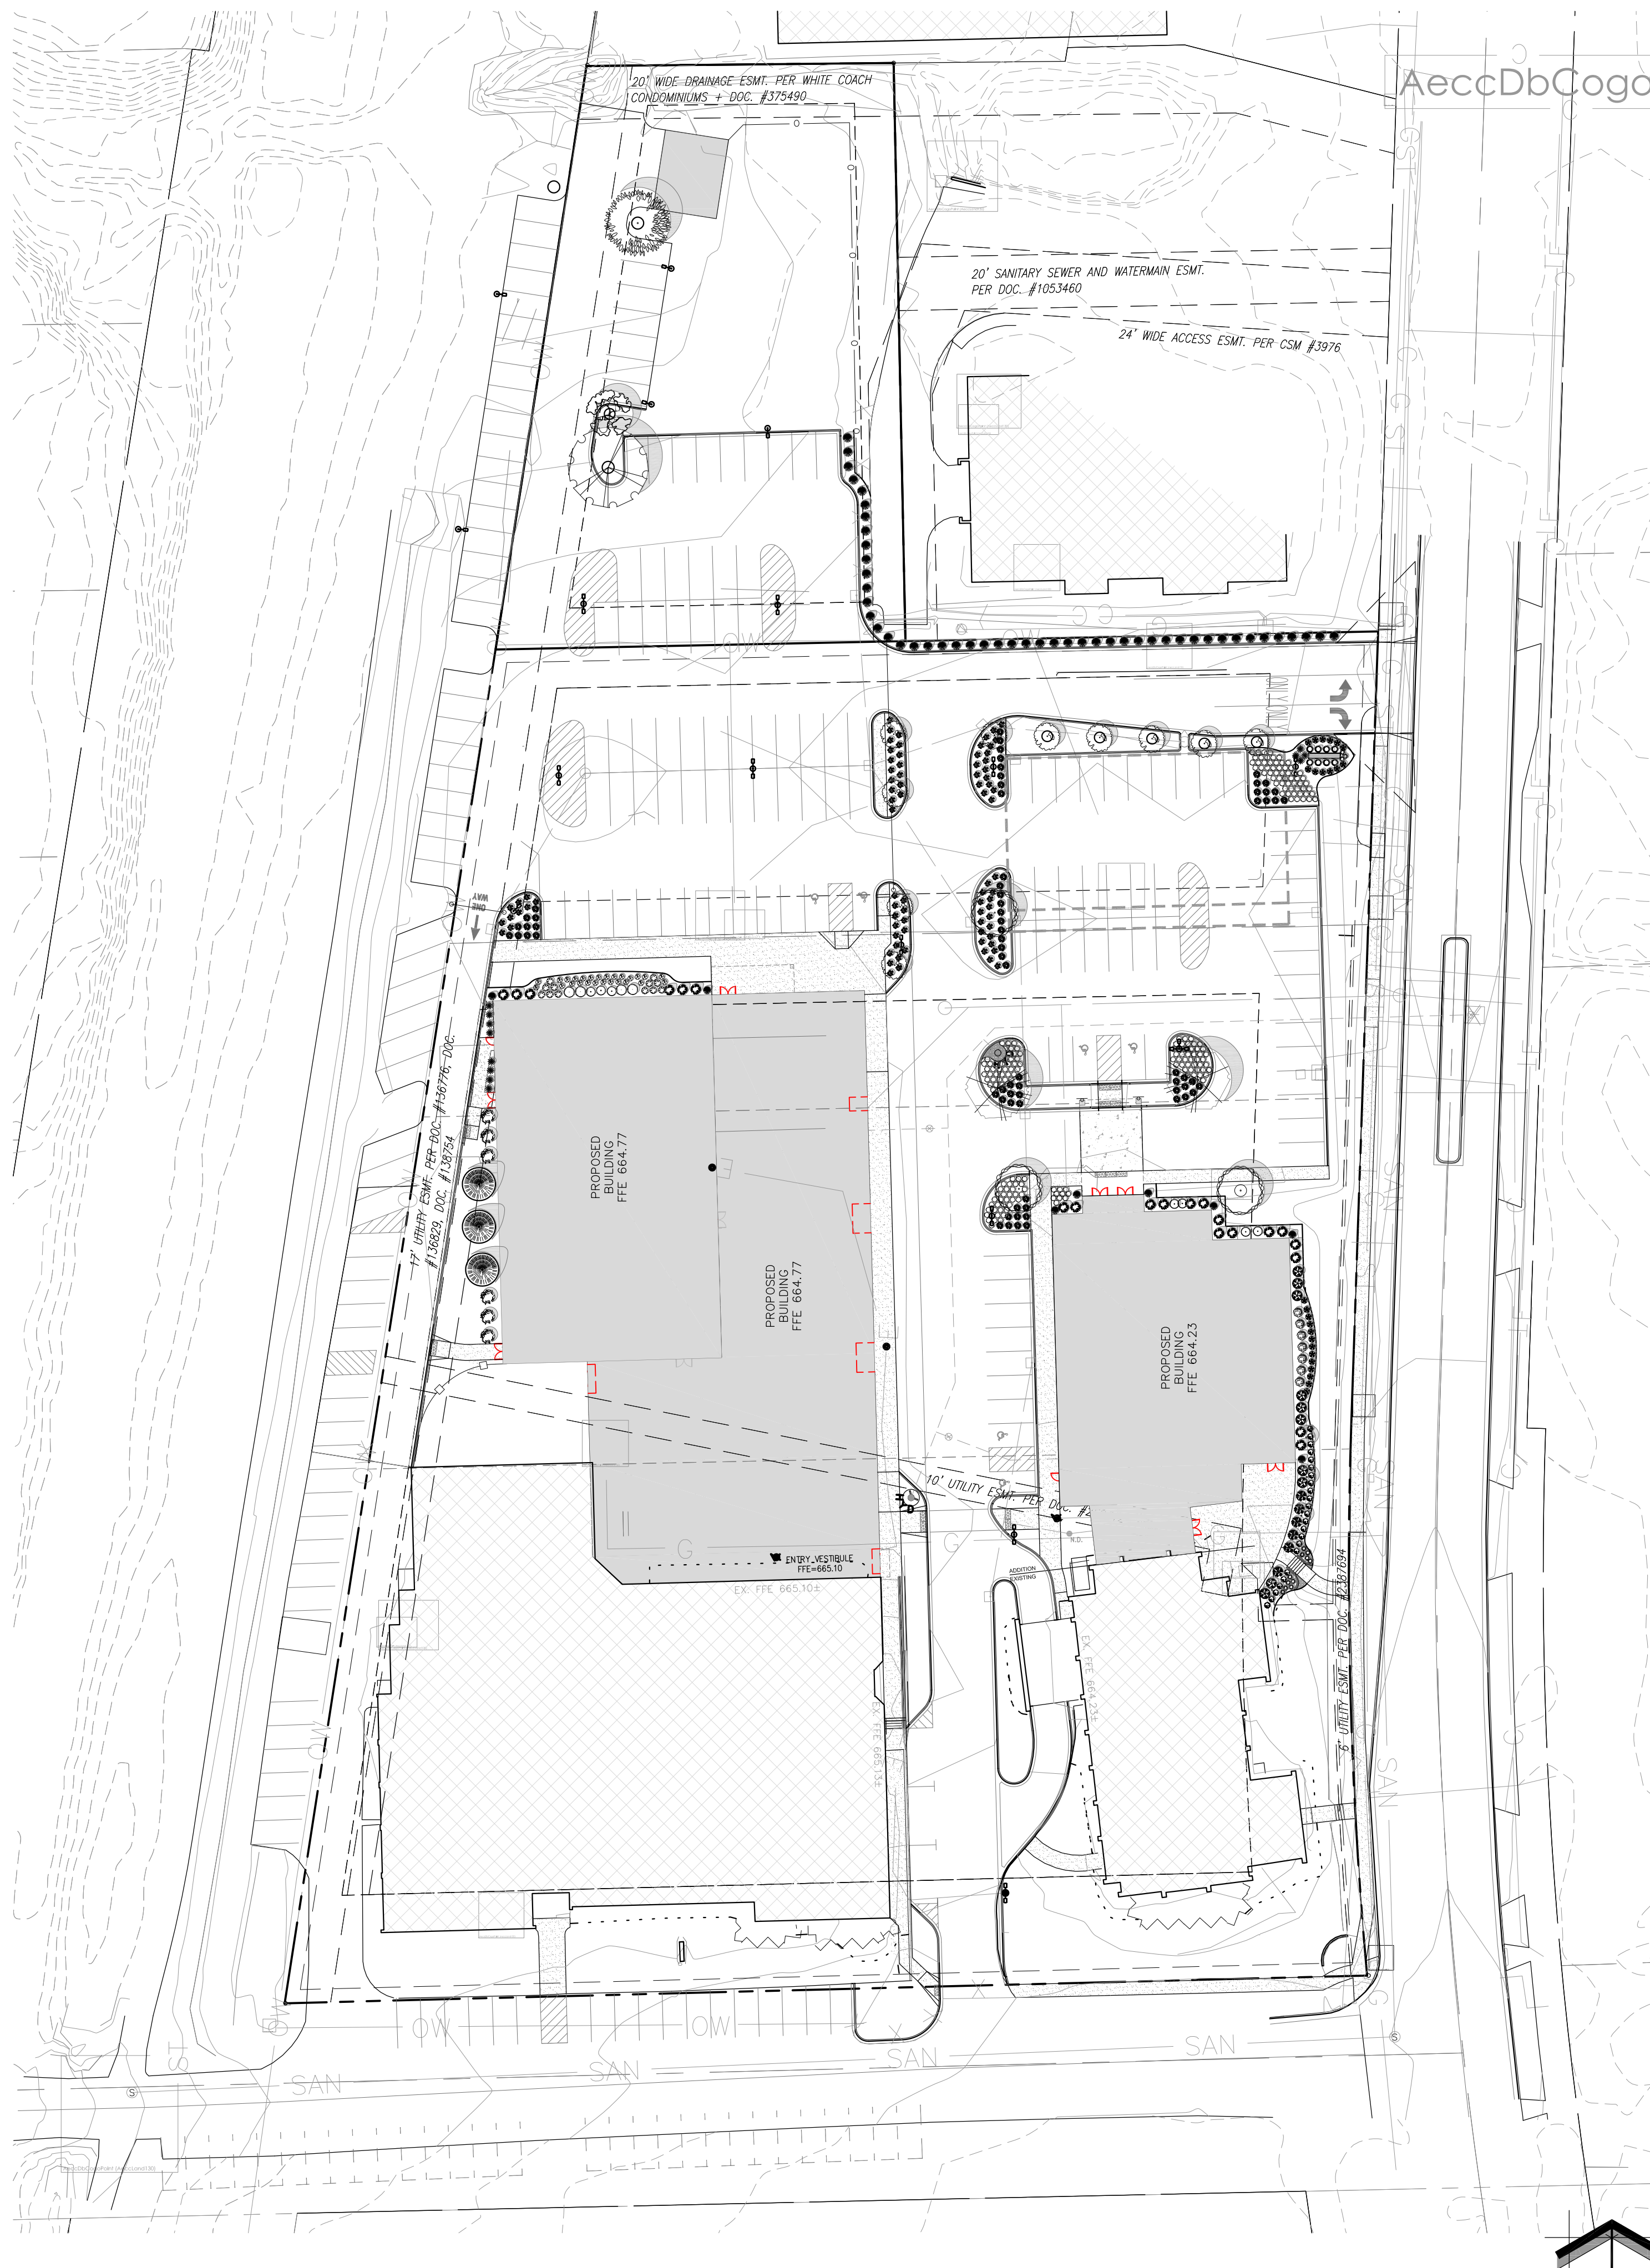 20' WIDE DRAINAGE ESMT. PER WHITE COACH
CONDOMINIUMS + DOC. #375490
AeccDbCogo
20' SANITARY SEWER AND WATERMAIN ESMT.
PER DOC. #1053460
24' WIDE ACCESS ESMT. PER CSM #3976
OW
OW
ONE
WAY
17' UTILITY ESMT. PER DOC. #136776, DOC.
#136829, DOC. #138754
PROPOSED
BUILDING
FFE 664.77
PROPOSED
BUILDING
FFE 664.77
PROPOSED
BUILDING
FFE 664.23
10' UTILITY ESMT. PER DOC. #2
G
G
ENTRY VESTIBULE
FFE=665.10
EX. FFE 665.10±
ADDITION
EXISTING
EX. FFE 664.23±
EX. FFE 665.13±
6' UTILITY ESMT. PER DOC. #2387694
SAN
OW
OW
SAN
SAN
SAN
SAN
ST